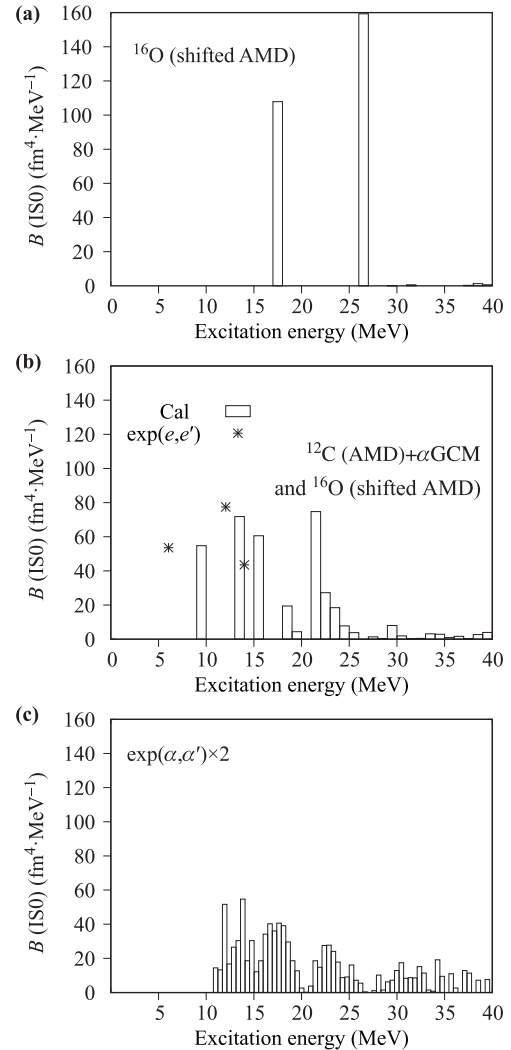 (a)
160
140
120
100
80
60
40
20
0
B (IS0) (fm⁴·MeV⁻¹)
¹⁶O (shifted AMD)
0 5 10 15 20 25 30 35 40
Excitation energy (MeV)
(b)
160
140
120
100
80
60
40
20
0
B (IS0) (fm⁴·MeV⁻¹)
Cal
exp(e,e′)
¹²C (AMD)+αGCM
and ¹⁶O (shifted AMD)
0 5 10 15 20 25 30 35 40
Excitation energy (MeV)
(c)
160
140
120
100
80
60
40
20
0
B (IS0) (fm⁴·MeV⁻¹)
exp(α,α′)×2
5 10 15 20 25 30 35 40
Excitation energy (MeV)